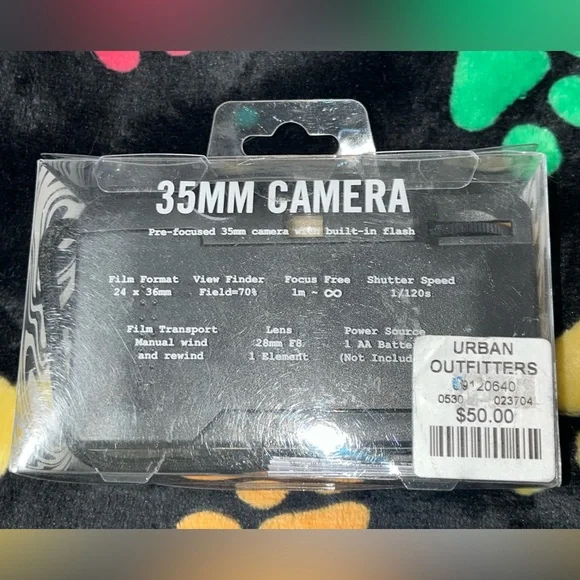 35MM CAMERA
Pre-focused 35mm camera with built-in flash
Film Format
24 x 36mm
View Finder
Field=70%
Focus Free
1m ~ ∞
Shutter Speed
1/120s
Film Transport
Manual wind
and rewind
Lens
28mm F8
1 Element
Power Source
1 AA
(Not
URBAN
OUTFITTERS
9120640
0530 023704
$50.00